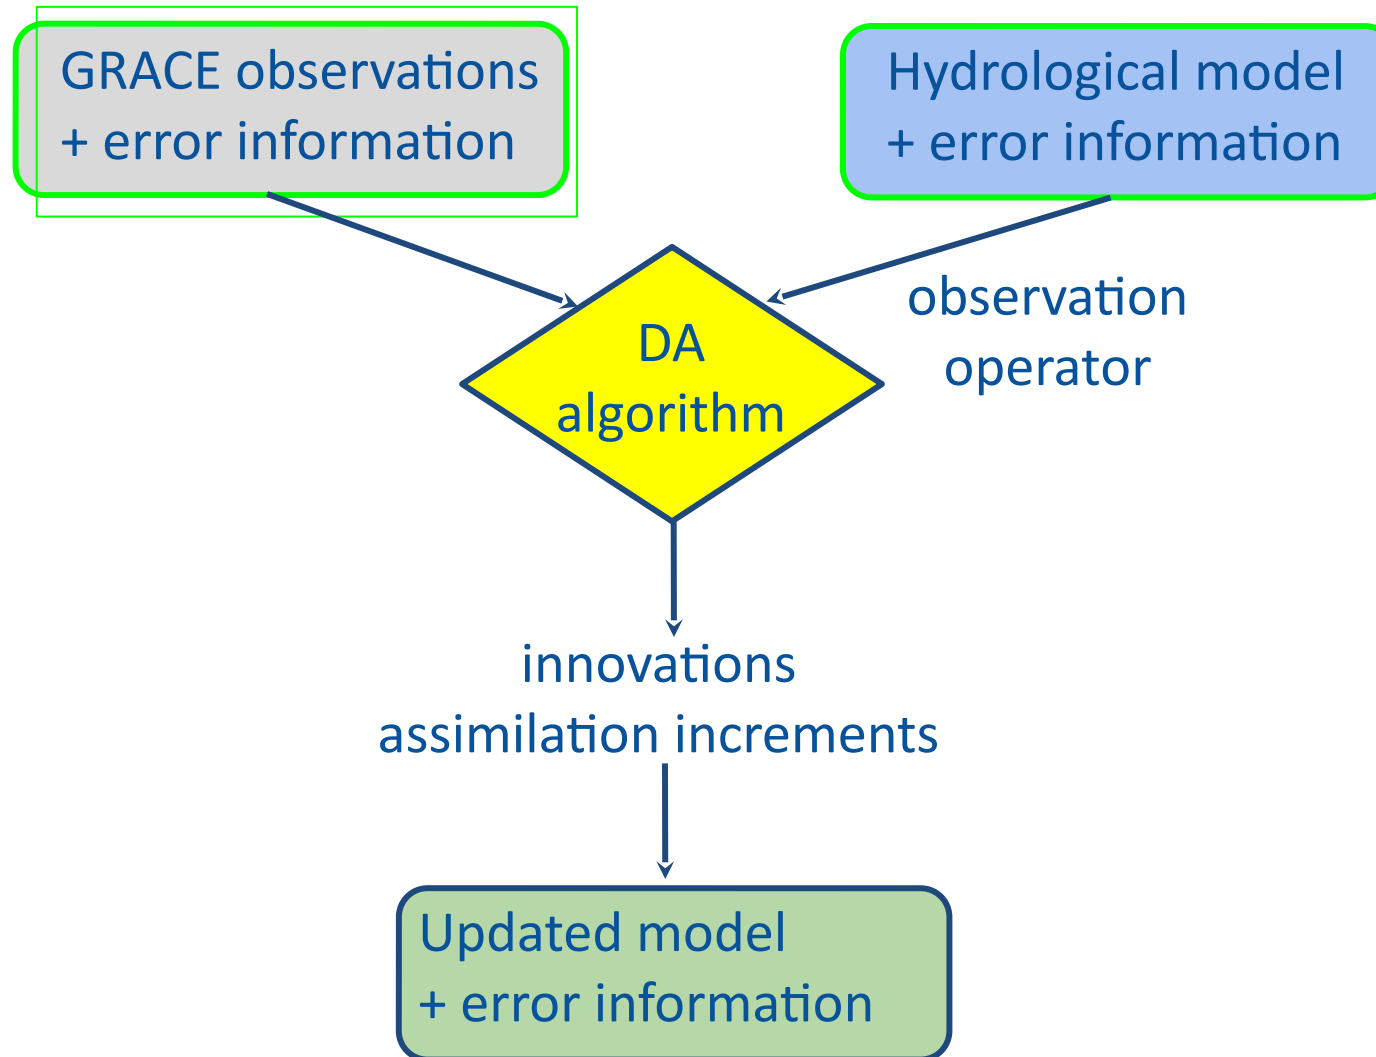 GRACE observations
+ error information
Hydrological model
+ error information
observation
operator
DA
algorithm
innovations
assimilation increments
Updated model
+ error information